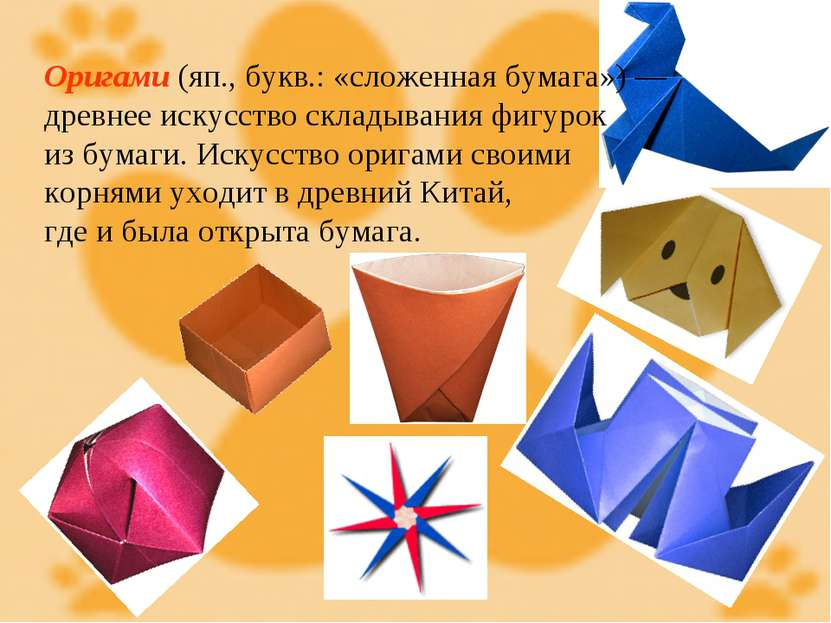 Оригами (яп., букв.: «сложенная бумага») —
древнее искусство складывания фигурок
из бумаги. Искусство оригами своими
корнями уходит в древний Китай,
где и была открыта бумага.